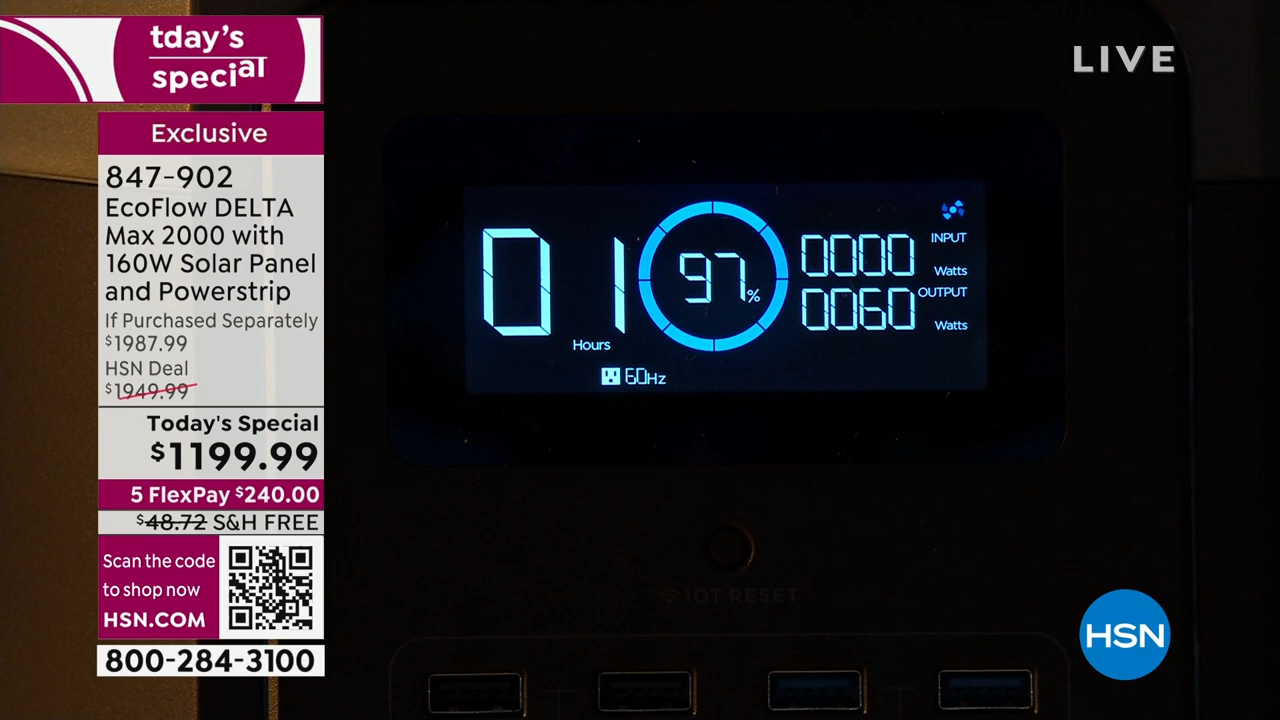 tday's
special
LIVE
Exclusive
847-902
EcoFlow DELTA
Max 2000 with
160W Solar Panel
and Powerstrip
If Purchased Separately
$1987.99
HSN Deal
$1949.99
Today's Special
$1199.99
5 FlexPay $240.00
$48.72 S&H FREE
Scan the code
to shop now
HSN.COM
800-284-3100
01
Hours
97%
0000
INPUT
Watts
0060
OUTPUT
Watts
60Hz
IOT RESET
HSN